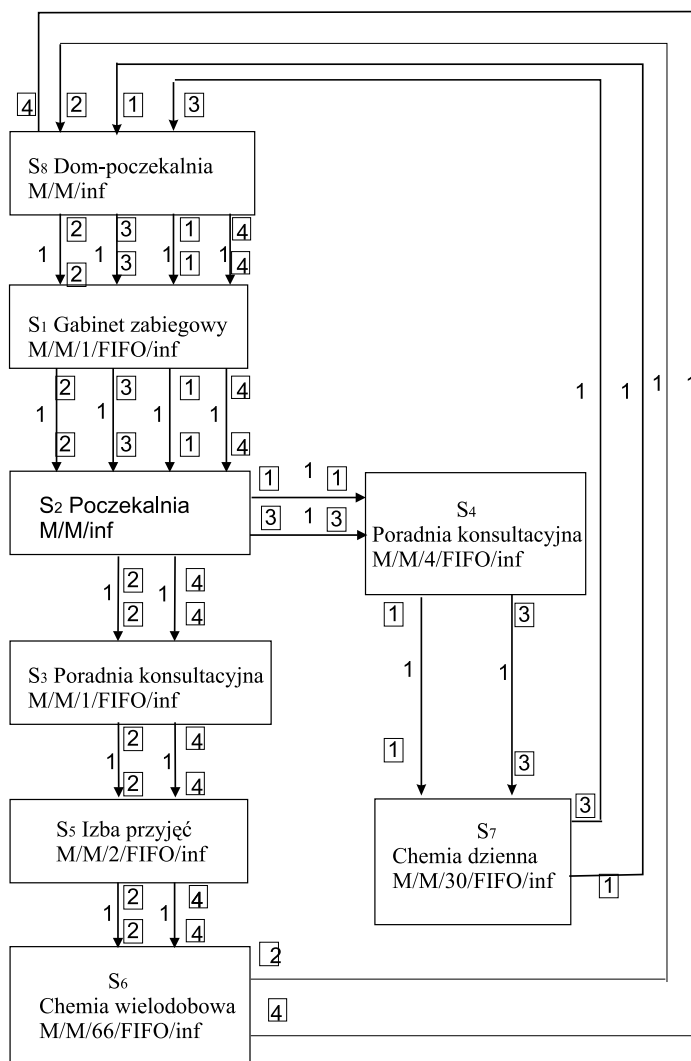 4 2 1 3
S8 Dom-poczekalnia
M/M/inf
2 3 1 4
1 1 1 1
2 3 1 4
S1 Gabinet zabiegowy
M/M/1/FIFO/inf
2 3 1 4
1 1 1 1
1 1 1 1
2 3 1 4
S2 Poczekalnia
M/M/inf
1 1 1
3 1 3
S4
Poradnia konsultacyjna
M/M/4/FIFO/inf
2 4
1 1
2 4
1 3
S3 Poradnia konsultacyjna
M/M/1/FIFO/inf
1 1
2 4
1 1
2 4
1 3
S5 Izba przyjęć
M/M/2/FIFO/inf
3
S7
Chemia dzienna
M/M/30/FIFO/inf
1
2 4
1 1
2 4
2
S6
Chemia wielodobowa
M/M/66/FIFO/inf
4